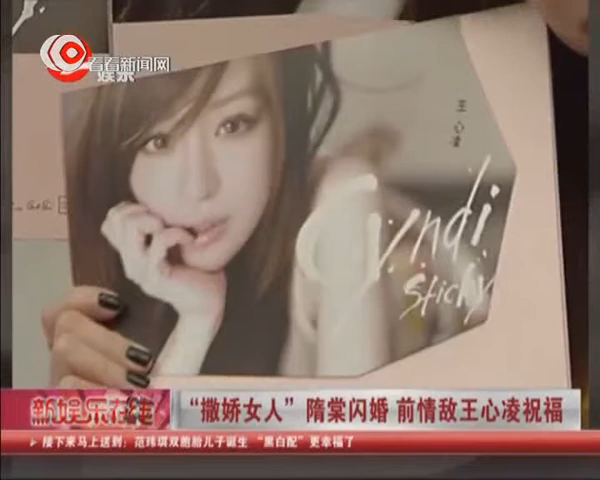 看看新闻网
娱乐
王心凌
Cyndi
Sticky
新娱乐在线
“撒娇女人” 隋棠闪婚 前情敌王心凌祝福
接下来马上送到：范玮琪双胞胎儿子诞生 “黑白配”更幸福了